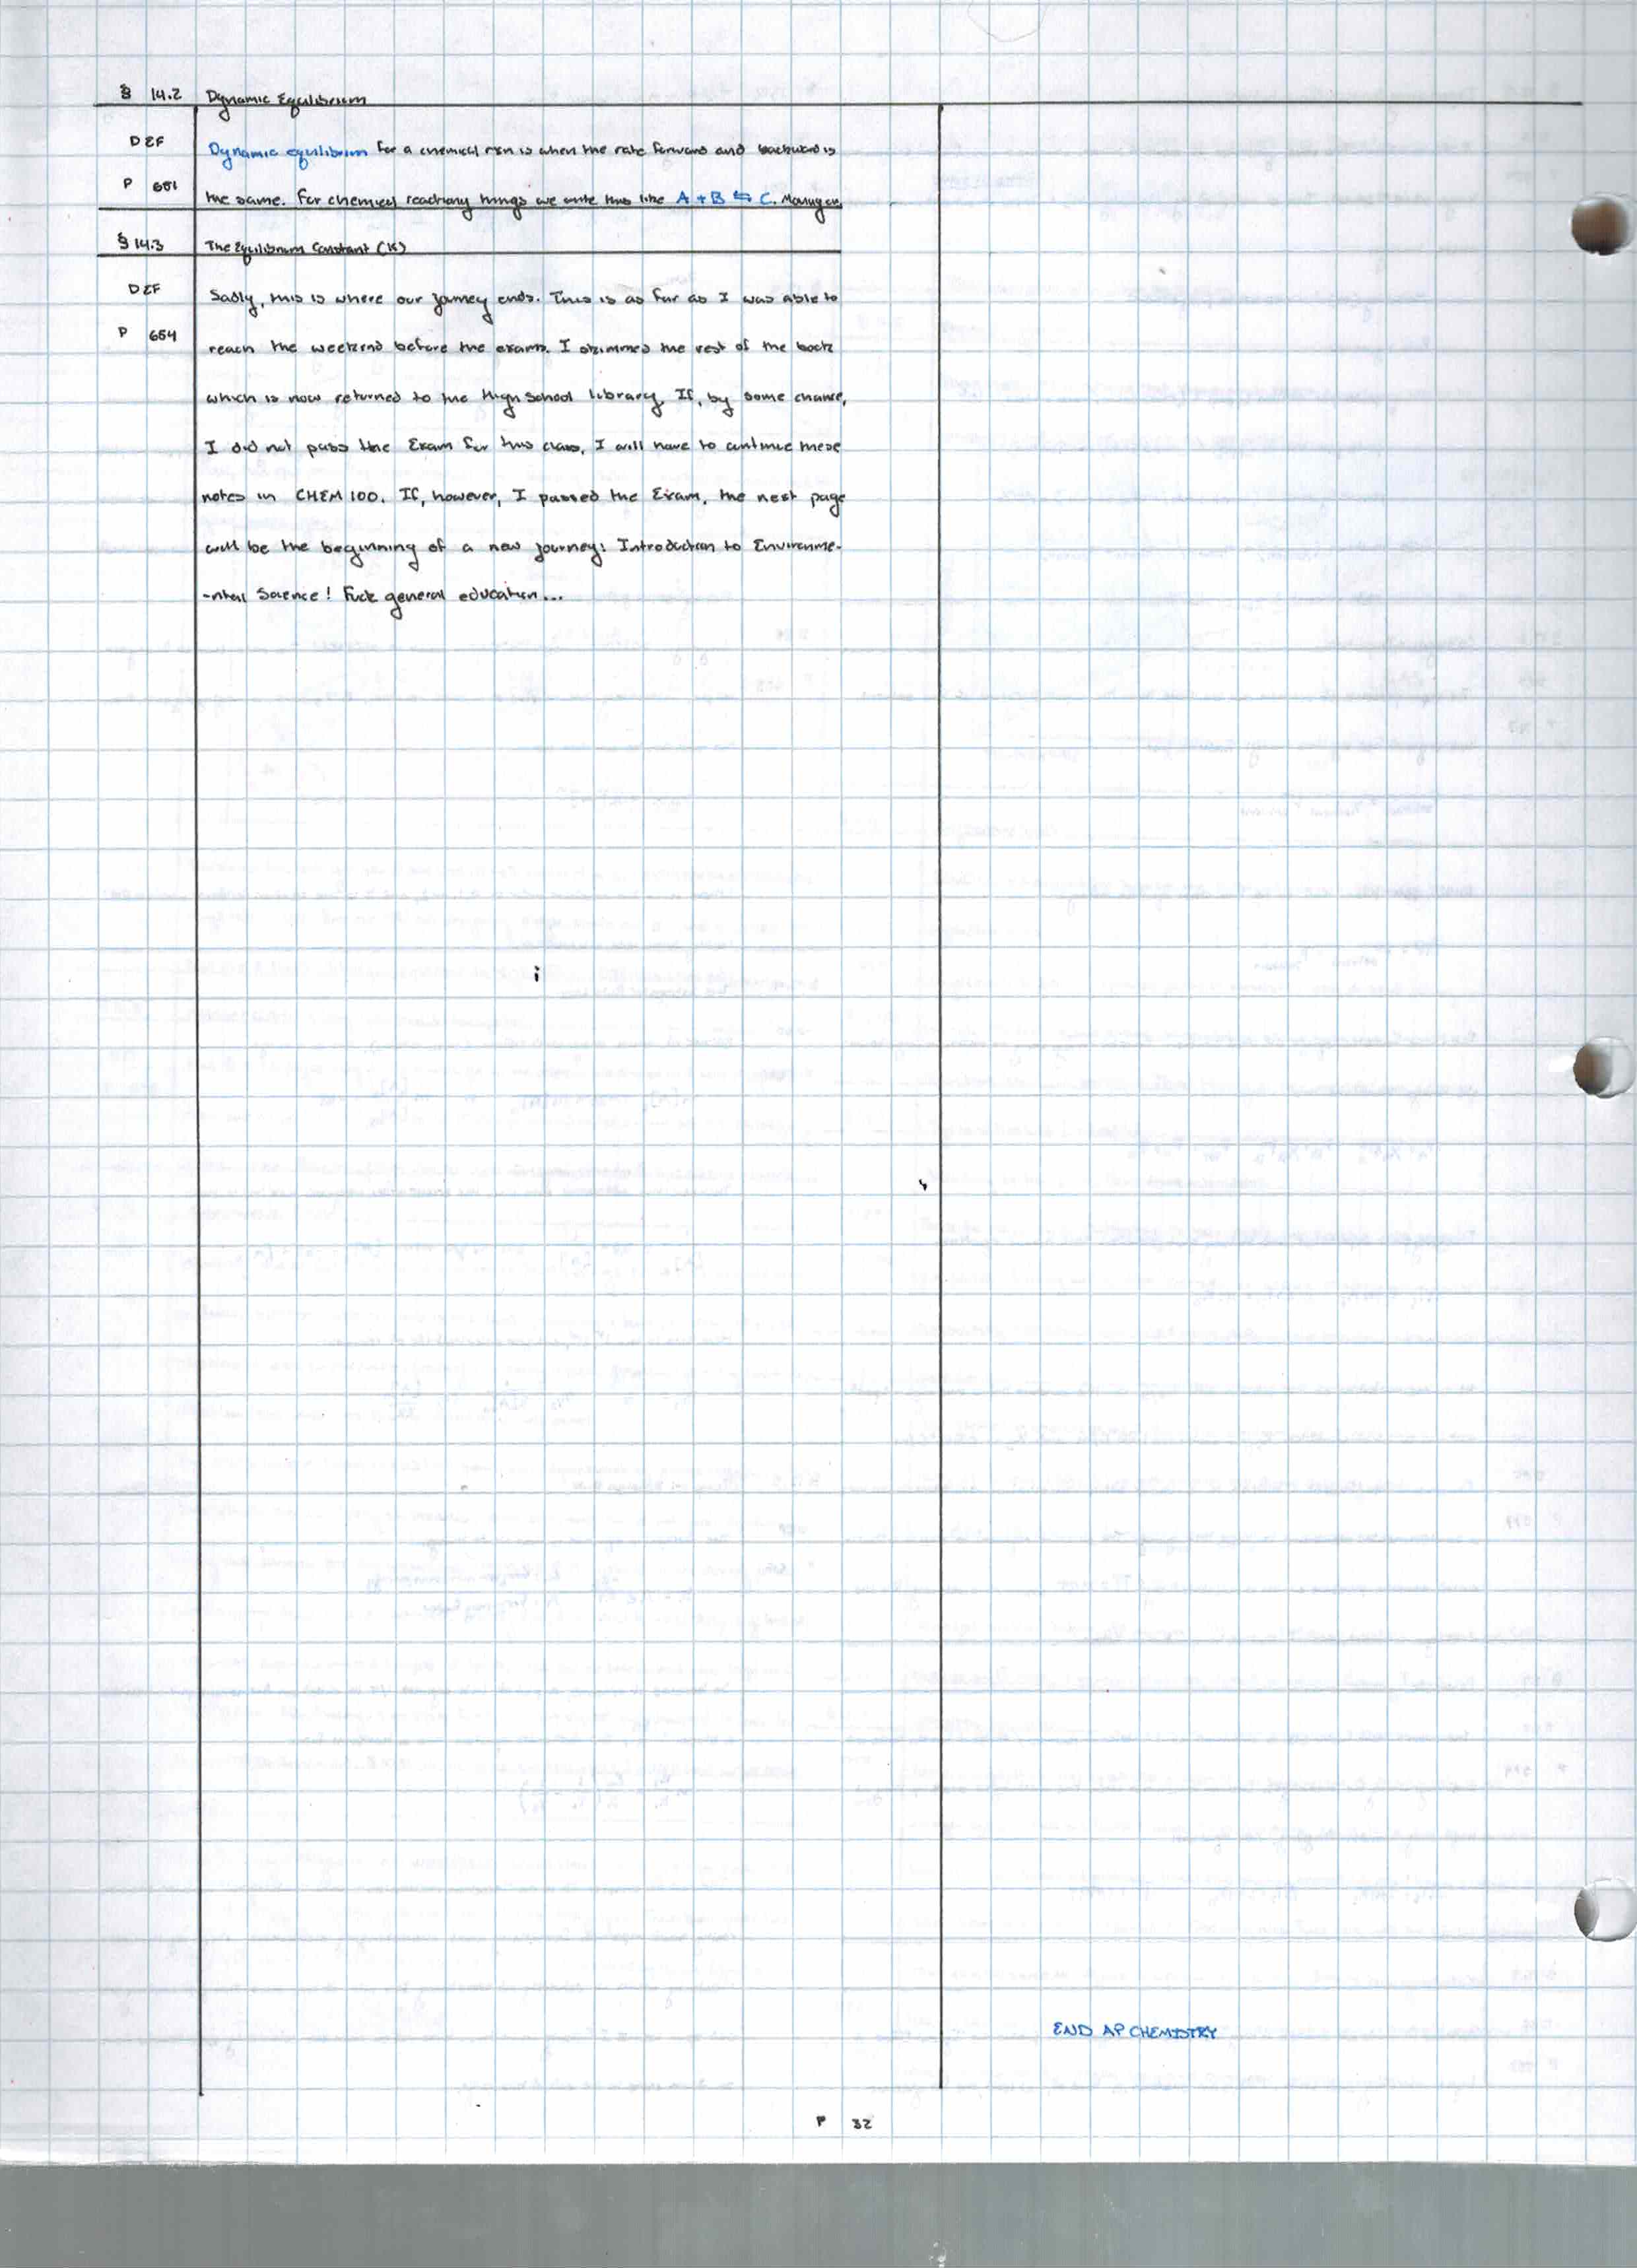 § 14.2 Dynamic Equilibrium
DEF Dynamic equilibrium for a chemical rxn is when the rate forward and backward is
P 651 the same. For chemical reactiony things we write this like A + B ⇆ C. Moving on
§ 14.3 The Equilibrium Constant (K)
DEF Sadly, this is where our journey ends. This is as far as I was able to
P 654 reach the weekend before the exams. I skimmed the rest of the book
which is now returned to the High School library. If, by some chance,
I did not pass the Exam for this class, I will have to continue these
notes in CHEM 100. If, however, I passed the Exam, the next page
will be the beginning of a new journey: Introduction to Environme-
-ntal Science! Fuck general education...
END AP CHEMISTRY
P 32